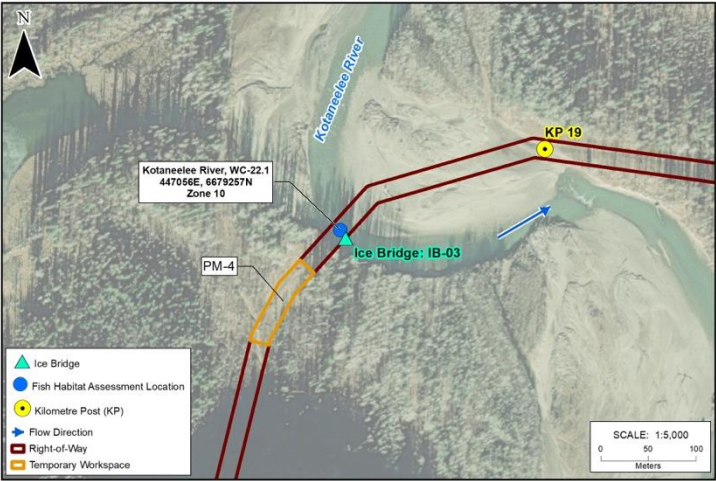 N
Kotaneelee River
KP 19
Kotaneelee River, WC-22.1
447056E, 6679257N
Zone 10
Ice Bridge: IB-03
PM-4
Ice Bridge
Fish Habitat Assessment Location
Kilometre Post (KP)
Flow Direction
Right-of-Way
Temporary Workspace
SCALE: 1:5,000
0 50 100
Meters